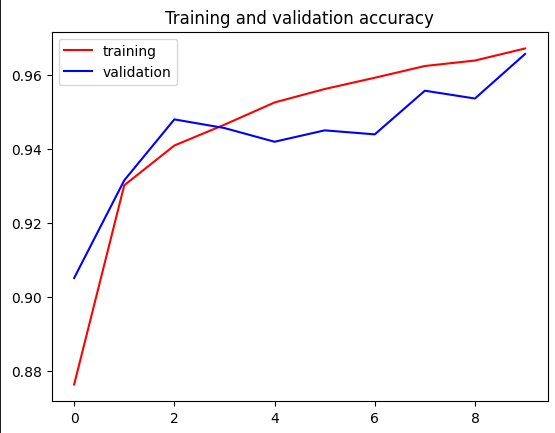 Training and validation accuracy
training
validation
0.96
0.94
0.92
0.90
0.88
0 2 4 6 8